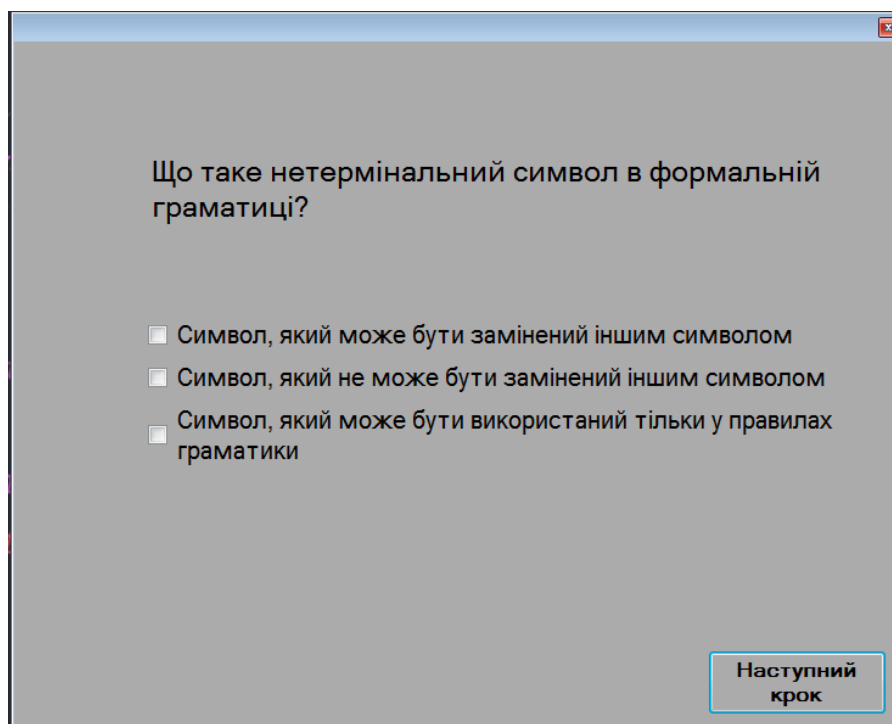 Що таке нетермінальний символ в формальній
граматиці?
Символ, який може бути замінений іншим символом
Символ, який не може бути замінений іншим символом
Символ, який може бути використаний тільки у правилах
граматики
Наступний
крок